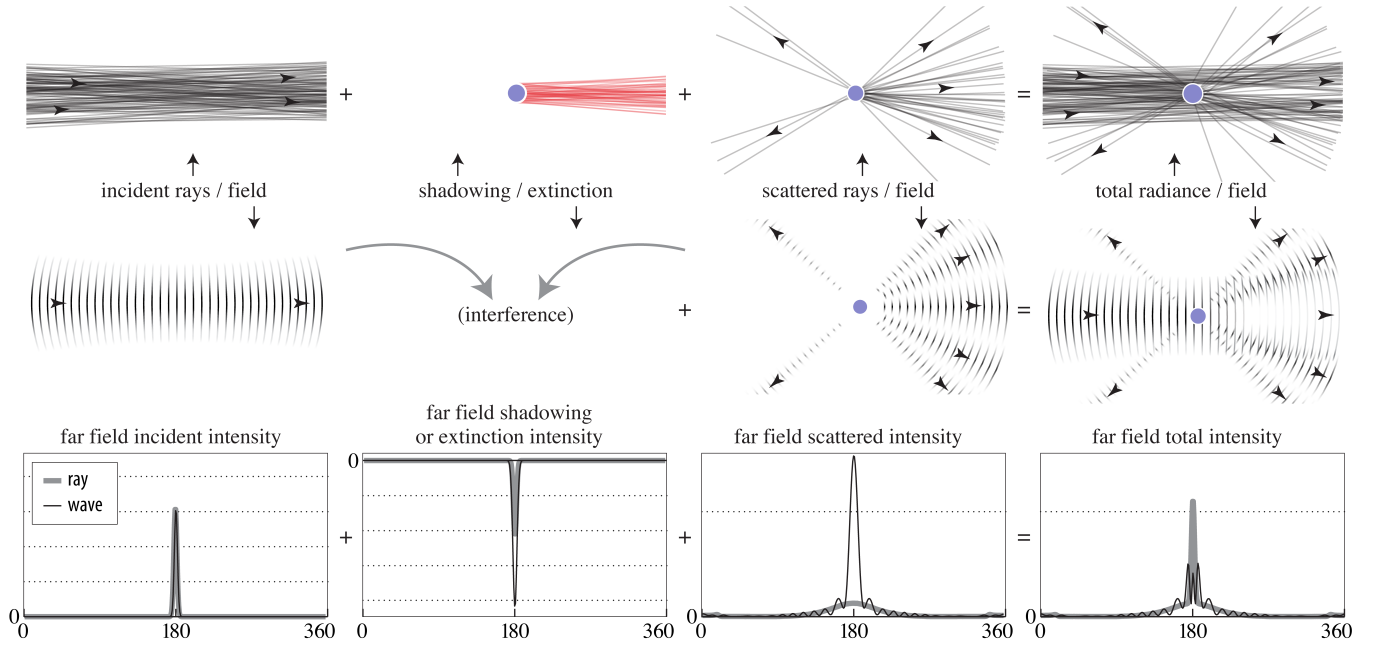 + + =
incident rays / field
shadowing / extinction
scattered rays / field
total radiance / field
(interference)
+ =
far field incident intensity
far field shadowing
or extinction intensity
far field scattered intensity
far field total intensity
ray
wave
0
0 180 360
+
0
0 180 360
+
0
0 180 360
=
0
0 180 360